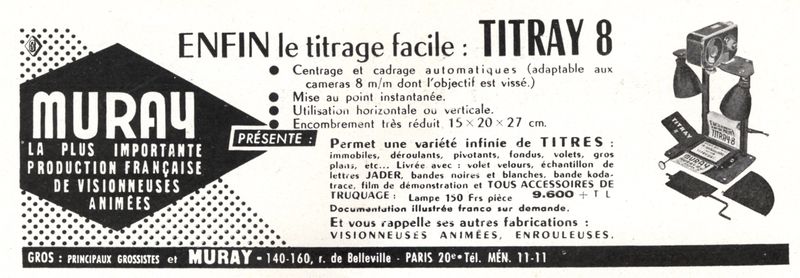 ENFIN le titrage facile : TITRAY 8
● Centrage et cadrage automatiques (adaptable aux
cameras 8 m/m dont l'objectif est vissé.)
● Mise au point instantanée.
● Utilisation horizontale ou verticale.
● Encombrement très réduit 15 × 20 × 27 cm.
MURAY
LA PLUS IMPORTANTE
PRODUCTION FRANÇAISE
DE VISIONNEUSES
ANIMÉES
PRÉSENTE :
Permet une variété infinie de TITRES :
immobiles, déroulants, pivotants, fondus, volets, gros
plans, etc... Livrée avec : volet velours, échantillon de
lettres JADER, bandes noires et blanches, bande koda-
trace, film de démonstration et TOUS ACCESSOIRES DE
TRUQUAGE : Lampe 150 Frs pièce 9.600 + T L
Documentation illustrée franco sur demande.
Et vous rappelle ses autres fabrications :
VISIONNEUSES ANIMÉES, ENROULEUSES.
TITRAY
TITRAY 8
MURAY
GROS : PRINCIPAUX GROSSISTES et MURAY - 140-160, r. de Belleville - PARIS 20e - Tél. MÉN. 11-11